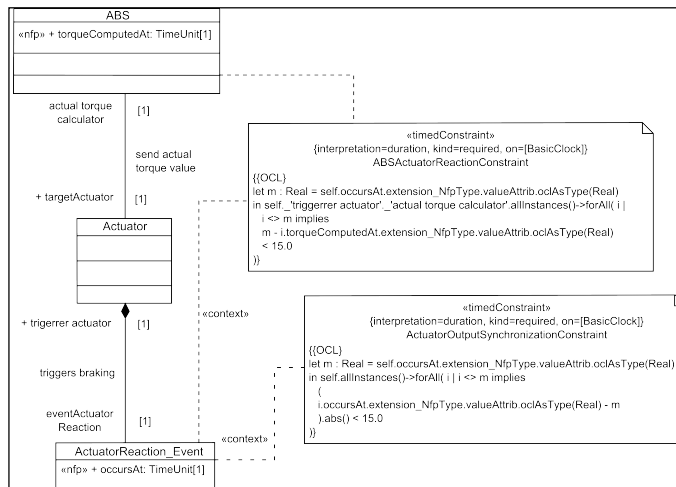 ABS
«nfp» + torqueComputedAt: TimeUnit[1]
actual torque
calculator
[1]
send actual
torque value
+ targetActuator
[1]
Actuator
«timedConstraint»
{interpretation=duration, kind=required, on=[BasicClock]}
ABSActuatorReactionConstraint
{{OCL}
let m : Real = self.occursAt.extension_NfpType.valueAttrib.oclAsType(Real)
in self._'triggerrer actuator'._'actual torque calculator'.allInstances()->forAll( i |
i <> m implies
m - i.torqueComputedAt.extension_NfpType.valueAttrib.oclAsType(Real)
< 15.0
)}
+ trigerrer actuator
[1]
«context»
triggers braking
eventActuator
Reaction
[1]
«timedConstraint»
{interpretation=duration, kind=required, on=[BasicClock]}
ActuatorOutputSynchronizationConstraint
{{OCL}
let m : Real = self.occursAt.extension_NfpType.valueAttrib.oclAsType(Real)
in self.allInstances()->forAll( i | i <> m implies
(
i.occursAt.extension_NfpType.valueAttrib.oclAsType(Real) - m
).abs() < 15.0
)}
«context»
ActuatorReaction_Event
«nfp» + occursAt: TimeUnit[1]